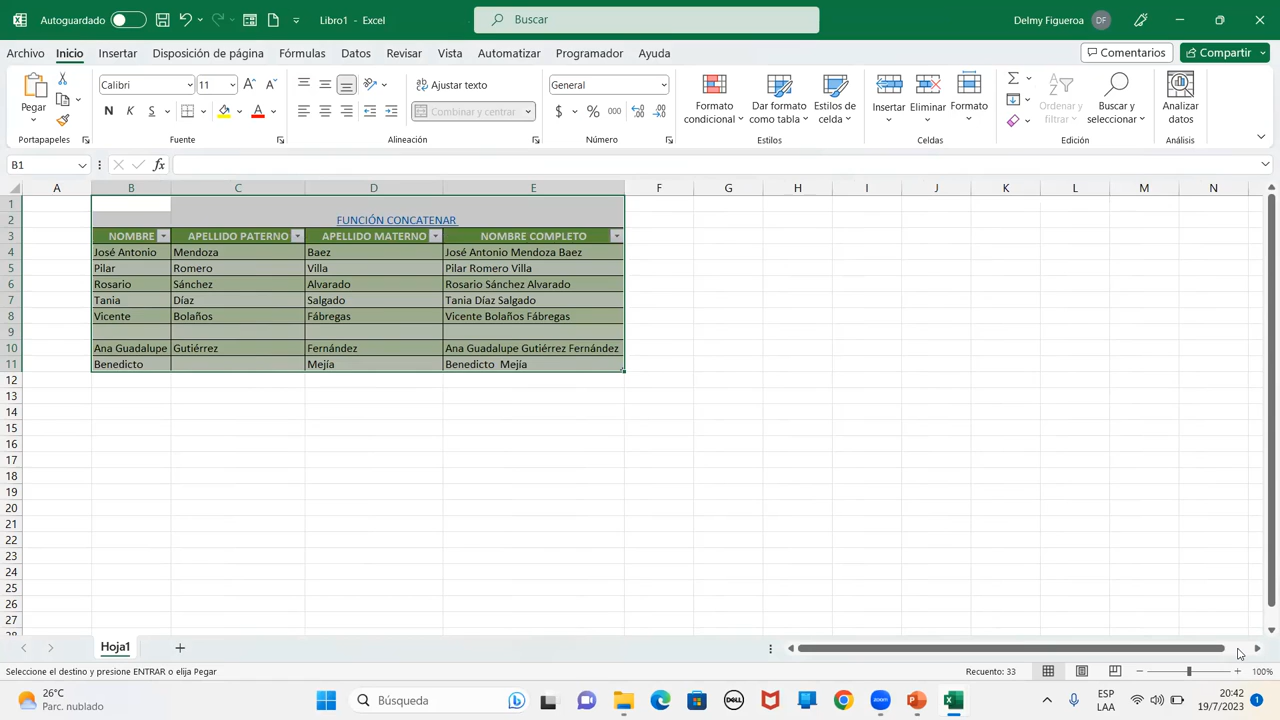 Autoguardado
Libro1 - Excel
Buscar
Delmy Figueroa
DF
Archivo Inicio Insertar Disposición de página Fórmulas Datos Revisar Vista Automatizar Programador Ayuda
Comentarios
Compartir
Pegar
Portapapeles
Calibri
11
N K S
Fuente
Ajustar texto
Combinar y centrar
Alineación
General
$ % 000
Número
Formato condicional
Dar formato como tabla
Estilos de celda
Estilos
Insertar
Eliminar
Formato
Celdas
Ordenar y filtrar
Buscar y seleccionar
Edición
Analizar datos
Análisis
B1
fx
A B C D E F G H I J K L M N
1
2 FUNCIÓN CONCATENAR
3 NOMBRE APELLIDO PATERNO APELLIDO MATERNO NOMBRE COMPLETO
4 José Antonio Mendoza Baez José Antonio Mendoza Baez
5 Pilar Romero Villa Pilar Romero Villa
6 Rosario Sánchez Alvarado Rosario Sánchez Alvarado
7 Tania Díaz Salgado Tania Díaz Salgado
8 Vicente Bolaños Fábregas Vicente Bolaños Fábregas
9
10 Ana Guadalupe Gutiérrez Fernández Ana Guadalupe Gutiérrez Fernández
11 Benedicto Mejía Benedicto  Mejía
12
13
14
15
16
17
18
19
20
21
22
23
24
25
26
27
28
Hoja1
Seleccione el destino y presione ENTRAR o elija Pegar
Recuento: 33
100%
26°C
Parc. nublado
Búsqueda
DELL
zoom
ESP
LAA
20:42
19/7/2023
1